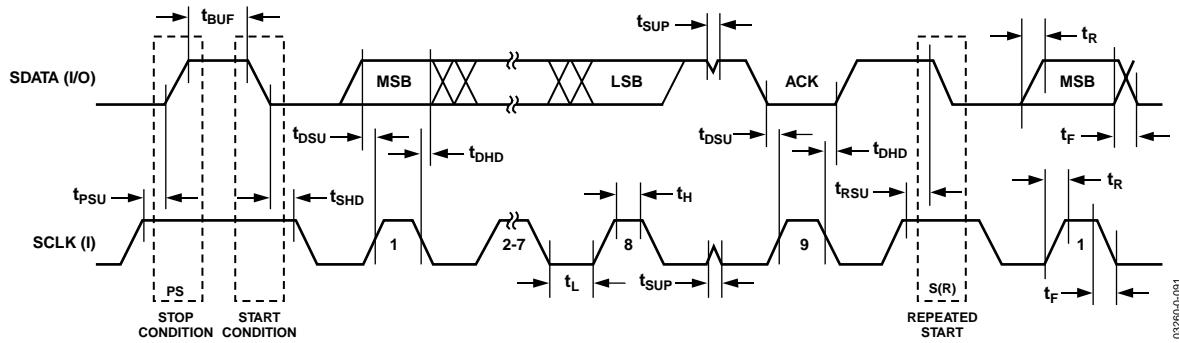 tBUF
tSUP
tR
SDATA (I/O)
MSB
LSB
ACK
MSB
tDSU
tDHD
tDSU
tDHD
tF
tPSU
tSHD
tH
tRSU
tR
SCLK (I)
1
2-7
8
9
1
PS
tL
tSUP
S(R)
tF
STOP
CONDITION
START
CONDITION
REPEATED
START
03260-0-091